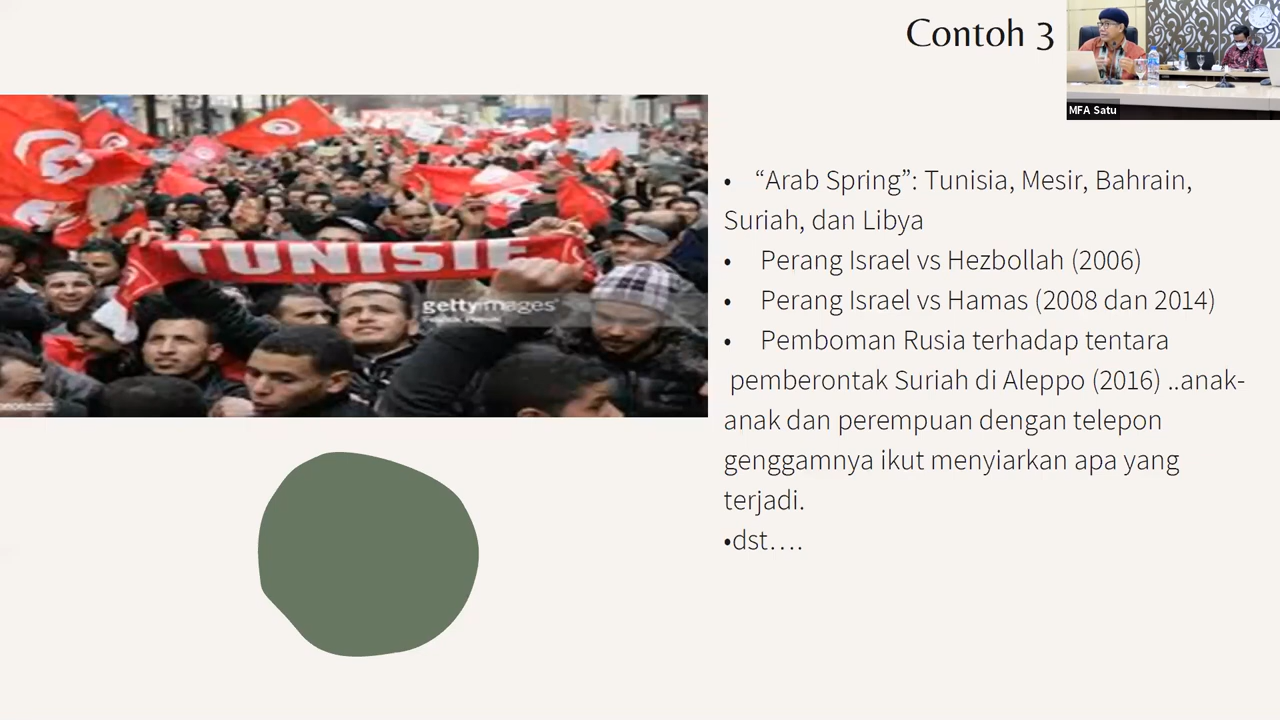 Contoh 3
MFA Satu
TUNISIE
gettyimages
• “Arab Spring”: Tunisia, Mesir, Bahrain,
Suriah, dan Libya
• Perang Israel vs Hezbollah (2006)
• Perang Israel vs Hamas (2008 dan 2014)
• Pemboman Rusia terhadap tentara
pemberontak Suriah di Aleppo (2016) ..anak-
anak dan perempuan dengan telepon
genggamnya ikut menyiarkan apa yang
terjadi.
•dst….